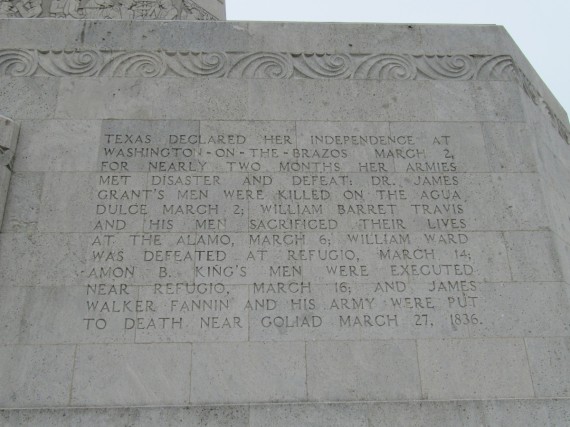 TEXAS DECLARED HER INDEPENDENCE AT
WASHINGTON-ON-THE-BRAZOS MARCH 2,
FOR NEARLY TWO MONTHS HER ARMIES
MET DISASTER AND DEFEAT: DR. JAMES
GRANT'S MEN WERE KILLED ON THE AGUA
DULCE MARCH 2; WILLIAM BARRET TRAVIS
AND HIS MEN SACRIFICED THEIR LIVES
AT THE ALAMO, MARCH 6; WILLIAM WARD
WAS DEFEATED AT REFUGIO, MARCH 14;
AMON B. KING'S MEN WERE EXECUTED
NEAR REFUGIO, MARCH 16; AND JAMES
WALKER FANNIN AND HIS ARMY WERE PUT
TO DEATH NEAR GOLIAD MARCH 27, 1836.